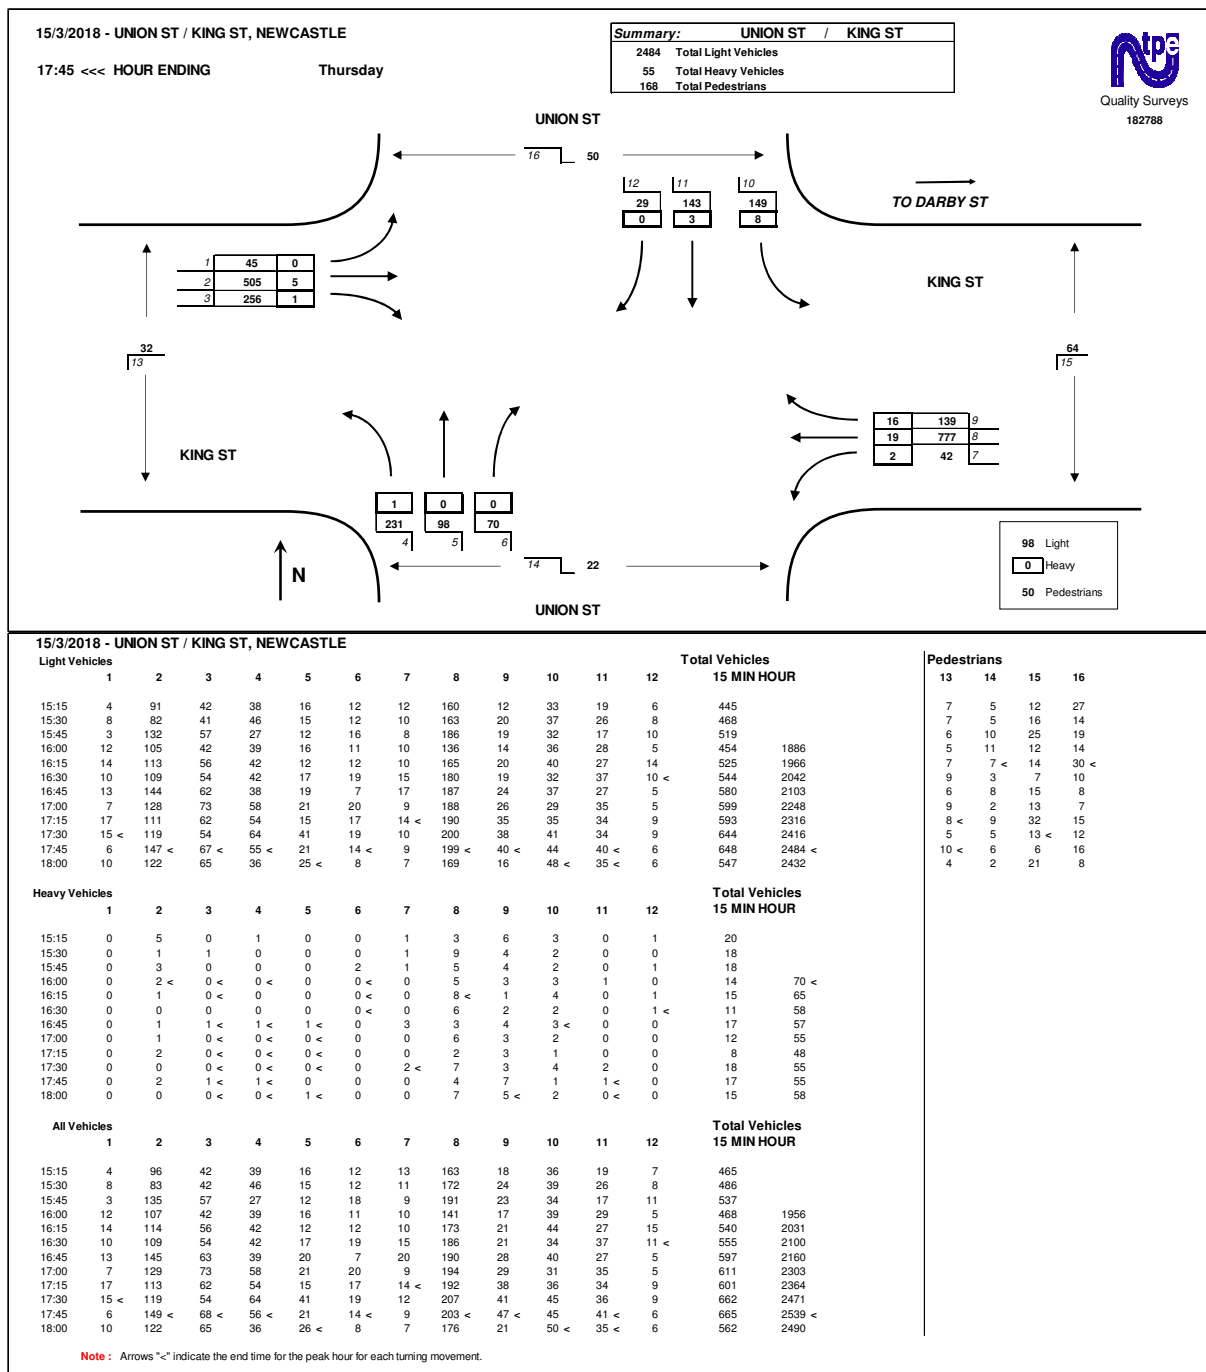 15/3/2018 - UNION ST / KING ST, NEWCASTLE
17:45 <<< HOUR ENDING Thursday
Summary: UNION ST / KING ST
2484 Total Light Vehicles
55 Total Heavy Vehicles
168 Total Pedestrians
tpe
Quality Surveys
182788
UNION ST
16 50
12 11 10
29 143 149
0 3 8
TO DARBY ST
KING ST
1 45 0
2 505 5
3 256 1
32
13
64
15
16 139 9
19 777 8
2 42 7
KING ST
1 0 0
231 98 70
4 5 6
14 22
N
UNION ST
98 Light
0 Heavy
50 Pedestrians
15/3/2018 - UNION ST / KING ST, NEWCASTLE
Light Vehicles Total Vehicles Pedestrians
1 2 3 4 5 6 7 8 9 10 11 12 15 MIN HOUR 13 14 15 16
15:15 4 91 42 38 16 12 12 160 12 33 19 6 445 7 5 12 27
15:30 8 82 41 46 15 12 10 163 20 37 26 8 468 7 5 16 14
15:45 3 132 57 27 12 16 8 186 19 32 17 10 519 6 10 25 19
16:00 12 105 42 39 16 11 10 136 14 36 28 5 454 1886 5 11 12 14
16:15 14 113 56 42 12 12 10 165 20 40 27 14 525 1966 7 7 < 14 30 <
16:30 10 109 54 42 17 19 15 180 19 32 37 10 < 544 2042 9 3 7 10
16:45 13 144 62 38 19 7 17 187 24 37 27 5 580 2103 6 8 15 8
17:00 7 128 73 58 21 20 9 188 26 29 35 5 599 2248 9 2 13 7
17:15 17 111 62 54 15 17 14 < 190 35 35 34 9 593 2316 8 < 9 32 15
17:30 15 < 119 54 64 41 19 10 200 38 41 34 9 644 2416 5 5 13 < 12
17:45 6 147 < 67 < 55 < 21 14 < 9 199 < 40 < 44 40 < 6 648 2484 < 10 < 6 6 16
18:00 10 122 65 36 25 < 8 7 169 16 48 < 35 < 6 547 2432 4 2 21 8
Heavy Vehicles Total Vehicles
1 2 3 4 5 6 7 8 9 10 11 12 15 MIN HOUR
15:15 0 5 0 1 0 0 1 3 6 3 0 1 20
15:30 0 1 1 0 0 0 1 9 4 2 0 0 18
15:45 0 3 0 0 0 2 1 5 4 2 0 1 18
16:00 0 2 < 0 < 0 < 0 0 < 0 5 3 3 1 0 14 70 <
16:15 0 1 0 < 0 0 0 < 0 8 < 1 4 0 1 15 65
16:30 0 0 0 0 0 0 < 0 6 2 2 0 1 < 11 58
16:45 0 1 1 < 1 < 1 < 0 3 3 4 3 < 0 0 17 57
17:00 0 1 0 < 0 < 0 < 0 0 6 3 2 0 0 12 55
17:15 0 2 0 < 0 < 0 < 0 0 2 3 1 0 0 8 48
17:30 0 0 0 < 0 < 0 < 0 2 < 7 3 4 2 0 18 55
17:45 0 2 1 < 1 < 0 0 0 4 7 1 1 < 0 17 55
18:00 0 0 0 < 0 < 1 < 0 0 7 5 < 2 0 < 0 15 58
All Vehicles Total Vehicles
1 2 3 4 5 6 7 8 9 10 11 12 15 MIN HOUR
15:15 4 96 42 39 16 12 13 163 18 36 19 7 465
15:30 8 83 42 46 15 12 11 172 24 39 26 8 486
15:45 3 135 57 27 12 18 9 191 23 34 17 11 537
16:00 12 107 42 39 16 11 10 141 17 39 29 5 468 1956
16:15 14 114 56 42 12 12 10 173 21 44 27 15 540 2031
16:30 10 109 54 42 17 19 15 186 21 34 37 11 < 555 2100
16:45 13 145 63 39 20 7 20 190 28 40 27 5 597 2160
17:00 7 129 73 58 21 20 9 194 29 31 35 5 611 2303
17:15 17 113 62 54 15 17 14 < 192 38 36 34 9 601 2364
17:30 15 < 119 54 64 41 19 12 207 41 45 36 9 662 2471
17:45 6 149 < 68 < 56 < 21 14 < 9 203 < 47 < 45 41 < 6 665 2539 <
18:00 10 122 65 36 26 < 8 7 176 21 50 < 35 < 6 562 2490
Note : Arrows "<" indicate the end time for the peak hour for each turning movement.